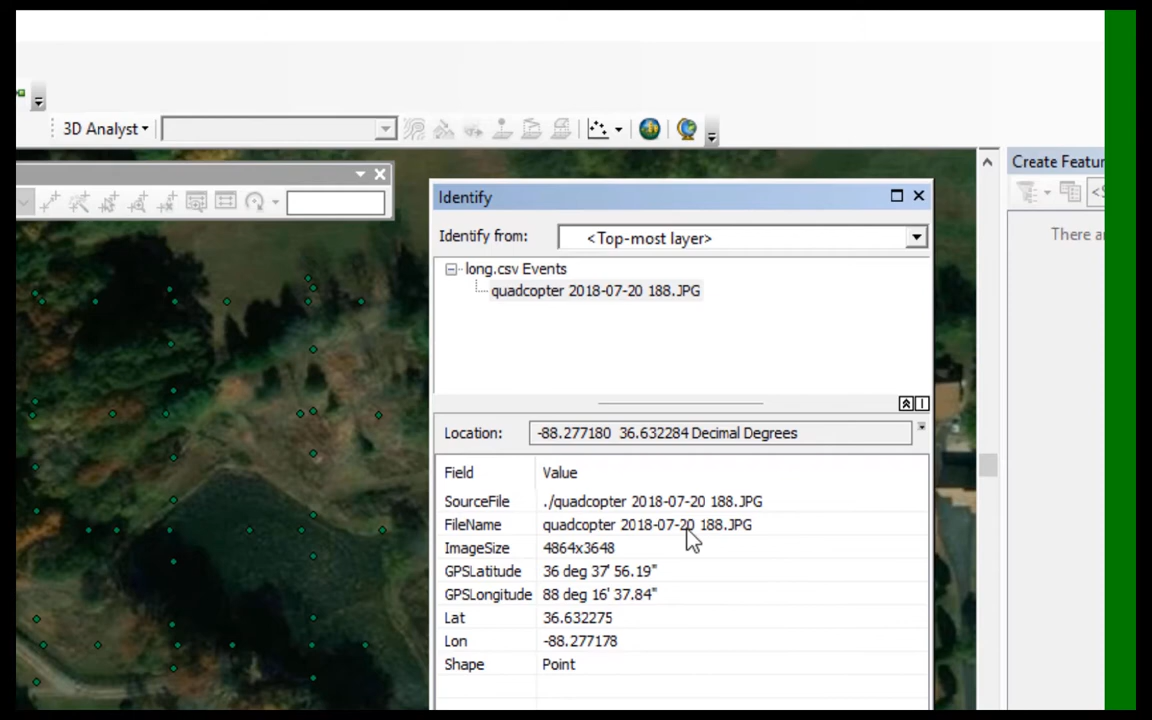 3D Analyst
Create Featu
<S
There a
Identify
Identify from: <Top-most layer>
long.csv Events
quadcopter 2018-07-20 188.JPG
Location: -88.277180 36.632284 Decimal Degrees
Field Value
SourceFile ./quadcopter 2018-07-20 188.JPG
FileName quadcopter 2018-07-20 188.JPG
ImageSize 4864x3648
GPSLatitude 36 deg 37' 56.19"
GPSLongitude 88 deg 16' 37.84"
Lat 36.632275
Lon -88.277178
Shape Point